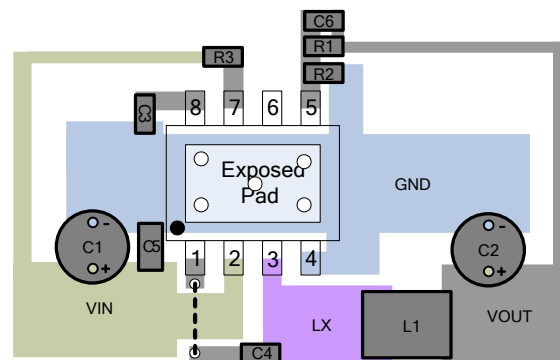 C6
R1
R3
R2
C3
8 7 6 5
Exposed
Pad
GND
- C1 +
C5
- C2 +
1 2 3 4
VIN
LX
L1
VOUT
C4